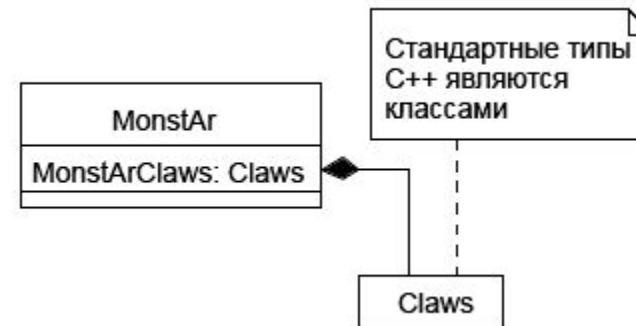 Стандартные типы
C++ являются
классами
MonstAr
MonstArClaws: Claws
Claws